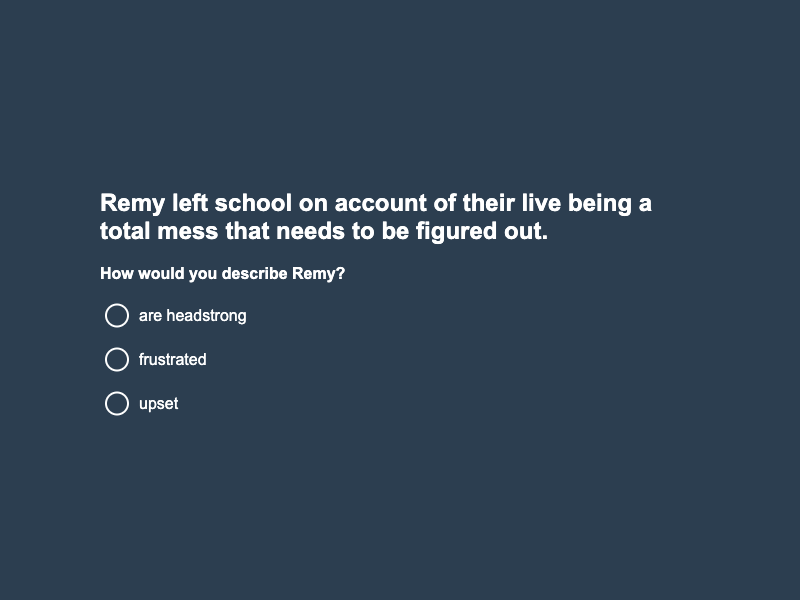 Remy left school on account of their live being a
total mess that needs to be figured out.
How would you describe Remy?
are headstrong
frustrated
upset